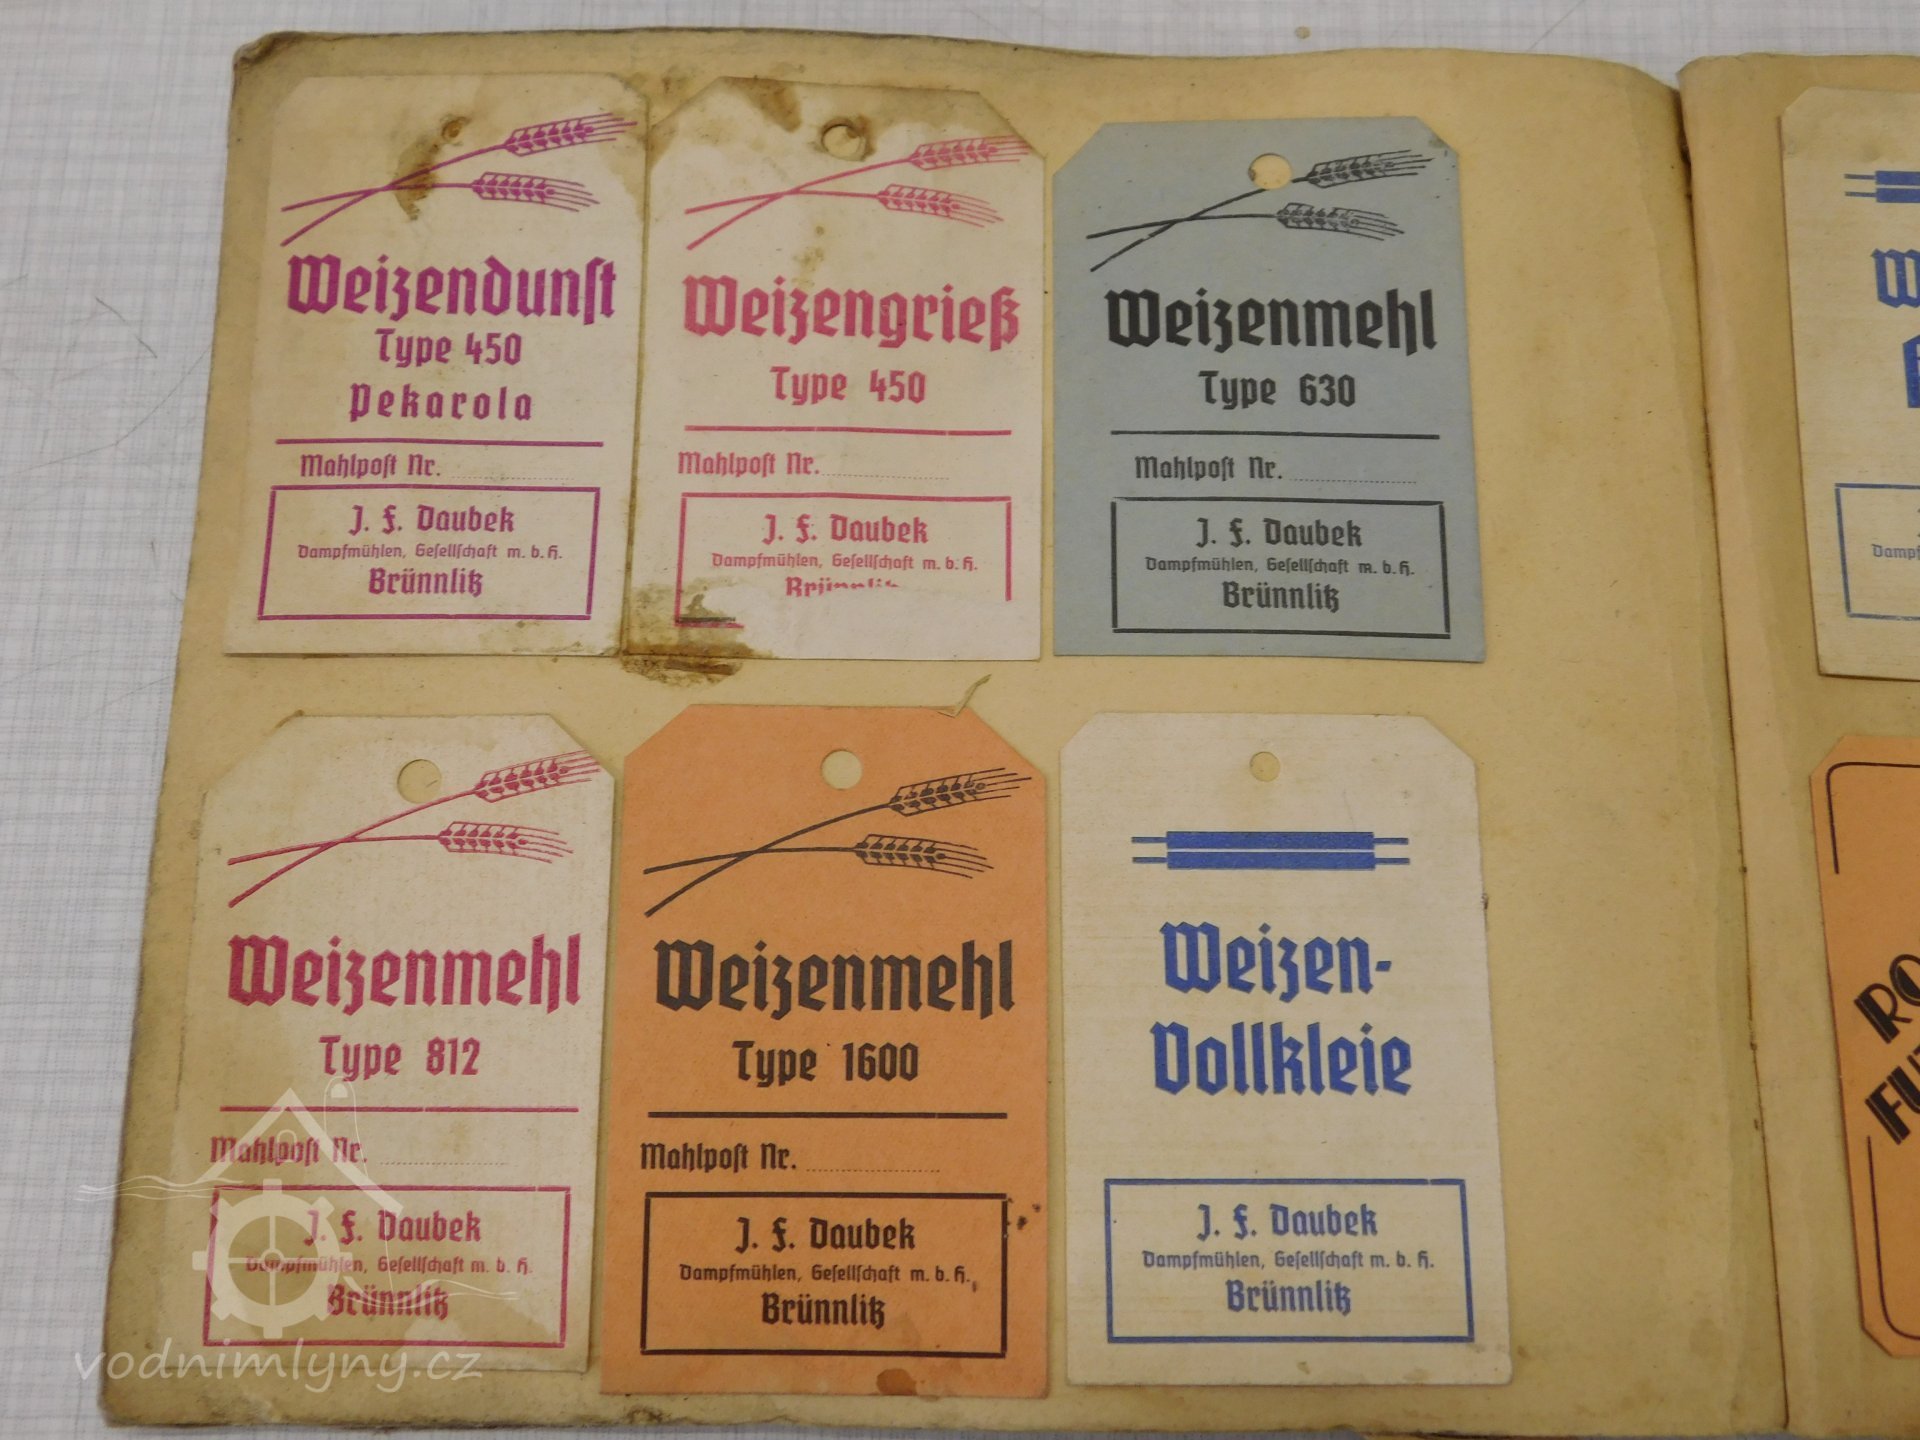 Weizendunſt
Type 450
Pekarola
Mahlpoſt Nr.
J. F. Daubek
Dampfmühlen, Geſellſchaft m. b. H.
Brünnlitz
Weizengrieß
Type 450
Mahlpoſt Nr.
J. F. Daubek
Dampfmühlen, Geſellſchaft m. b. H.
Brünnlitz
Weizenmehl
Type 630
Mahlpoſt Nr.
J. F. Daubek
Dampfmühlen, Geſellſchaft m. b. H.
Brünnlitz
Weizenmehl
Type 812
Mahlpoſt Nr.
J. F. Daubek
Dampfmühlen, Geſellſchaft m. b. H.
Brünnlitz
Weizenmehl
Type 1600
Mahlpoſt Nr.
J. F. Daubek
Dampfmühlen, Geſellſchaft m. b. H.
Brünnlitz
Weizen-
Vollkleie
J. F. Daubek
Dampfmühlen, Geſellſchaft m. b. H.
Brünnlitz
vodnimlyny.cz